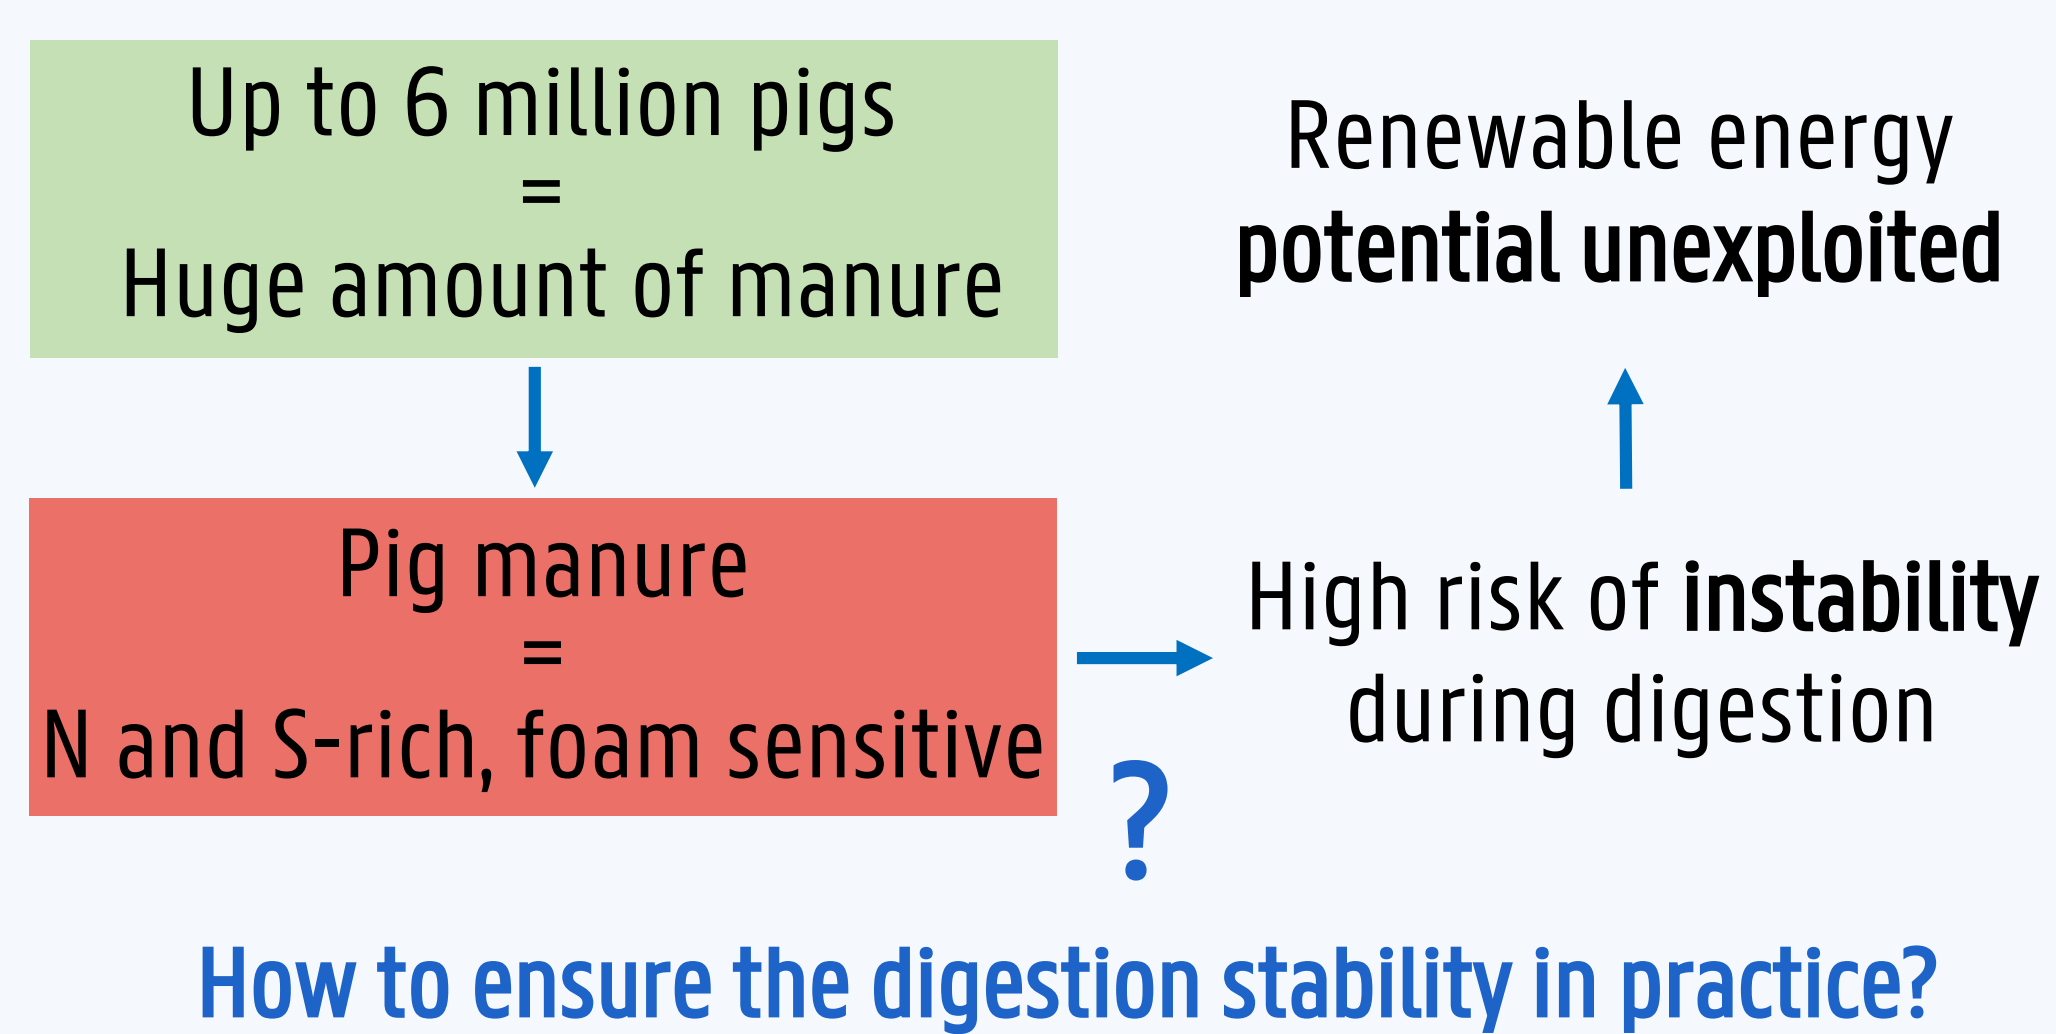 Up to 6 million pigs
=
Huge amount of manure
Pig manure
=
N and S-rich, foam sensitive
High risk of instability
during digestion
Renewable energy
potential unexploited
?
How to ensure the digestion stability in practice?